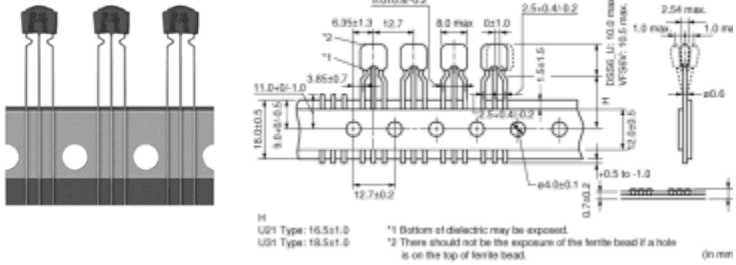 6.35±1.3
12.7
8.0 max
0±1.0
2.5+0.4/-0.2
2.54 max.
1.0 max.
*2
*1
DSS6_U: 10.0 max
VFS6V: 10.5 max.
3.85±0.7
1.5±1.5
11.0+0/-1.0
H
ø0.6
2.5+0.4/-0.2
18.0±0.5
9.0+0/-0.5
12.0±0.5
+0.5 to -1.0
12.7±0.2
ø4.0±0.1
0.7±0.2
H
U21 Type: 16.5±1.0
U31 Type: 18.5±1.0
*1 Bottom of dielectric may be exposed.
*2 There should not be the exposure of the ferrite bead if a hole
is on the top of ferrite bead.
(in mm